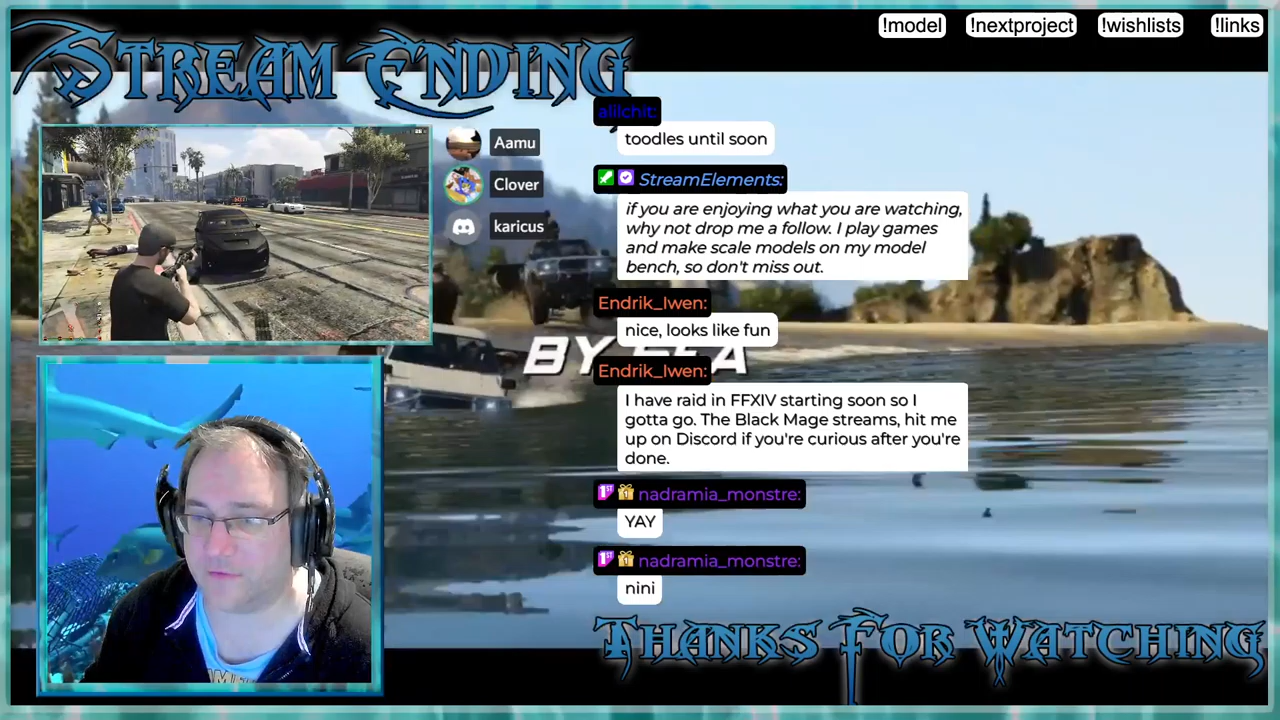 !model !nextproject !wishlists !links
Stream Ending
alilchit:
toodles until soon
Aamu
Clover
karicus
StreamElements:
if you are enjoying what you are watching,
why not drop me a follow. I play games
and make scale models on my model
bench, so don't miss out.
Endrik_Iwen:
nice, looks like fun
BY SEA
Endrik_Iwen:
I have raid in FFXIV starting soon so I
gotta go. The Black Mage streams, hit me
up on Discord if you're curious after you're
done.
nadramia_monstre:
YAY
nadramia_monstre:
nini
Thanks For Watching